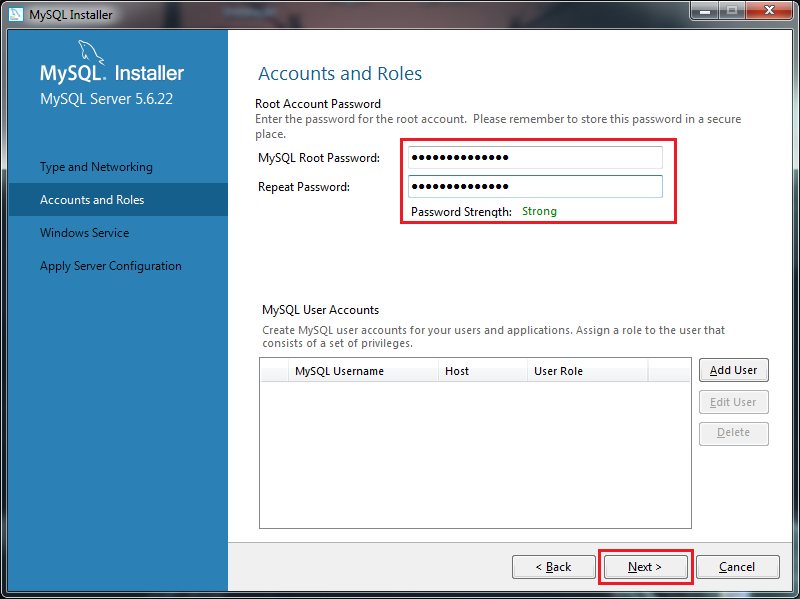 MySQL Installer
MySQL. Installer
MySQL Server 5.6.22
Type and Networking
Accounts and Roles
Windows Service
Apply Server Configuration
Accounts and Roles
Root Account Password
Enter the password for the root account. Please remember to store this password in a secure
place.
MySQL Root Password: ●●●●●●●●●●●●●●
Repeat Password: ●●●●●●●●●●●●●●
Password Strength: Strong
MySQL User Accounts
Create MySQL user accounts for your users and applications. Assign a role to the user that
consists of a set of privileges.
MySQL Username Host User Role
Add User
Edit User
Delete
< Back Next > Cancel